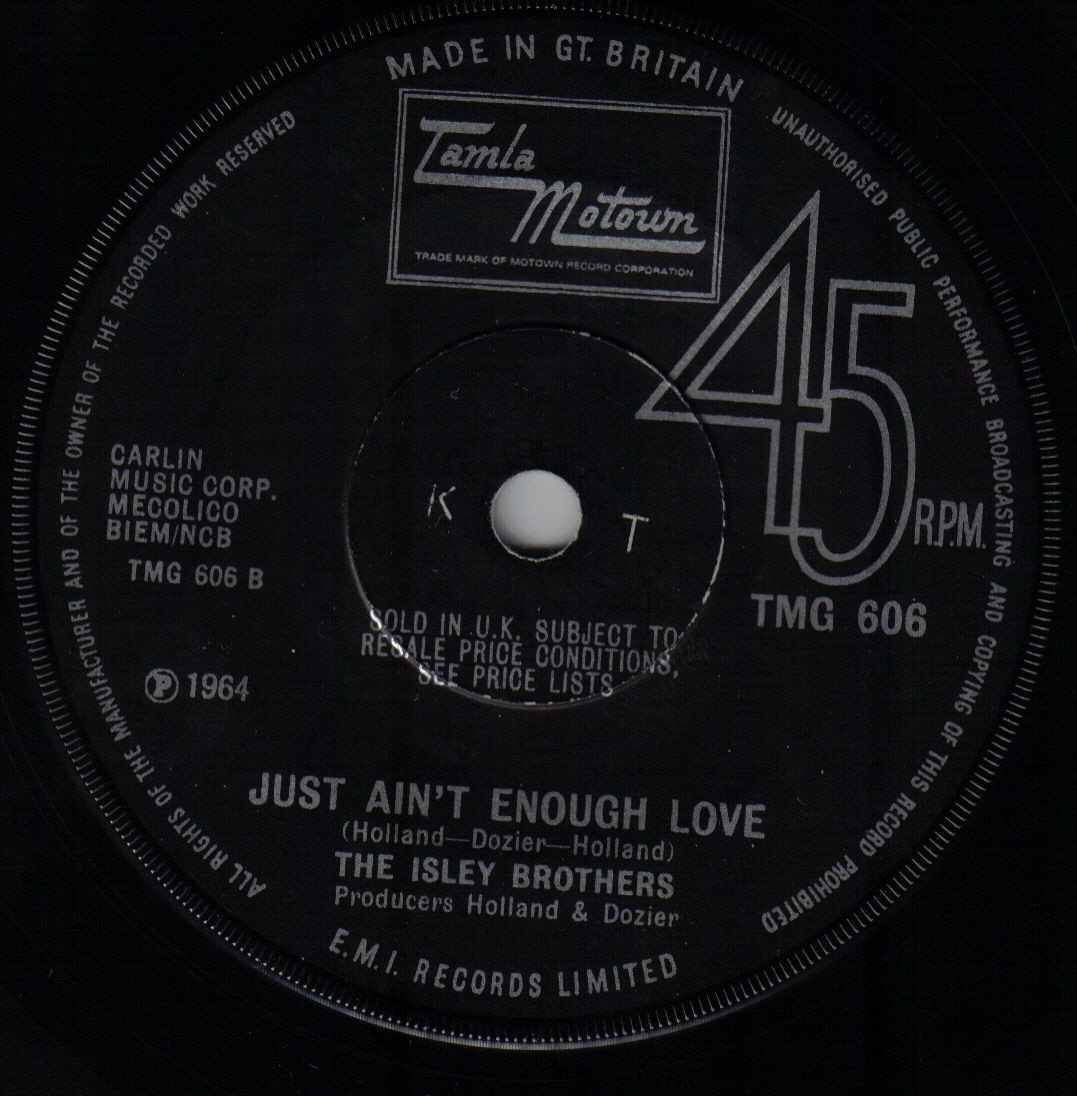 MADE IN GT. BRITAIN
Tamla
Motown
TRADE MARK OF MOTOWN RECORD CORPORATION
UNAUTHORISED PUBLIC PERFORMANCE BROADCASTING AND COPYING OF THIS RECORD PROHIBITED
ALL RIGHTS OF THE MANUFACTURER AND OF THE OWNER OF THE RECORDED WORK RESERVED
45 R.P.M.
CARLIN
MUSIC CORP.
MECOLICO
BIEM/NCB
TMG 606 B
K T
TMG 606
SOLD IN U.K. SUBJECT TO
RESALE PRICE CONDITIONS,
SEE PRICE LISTS
℗ 1964
JUST AIN'T ENOUGH LOVE
(Holland—Dozier—Holland)
THE ISLEY BROTHERS
Producers Holland & Dozier
E.M.I. RECORDS LIMITED